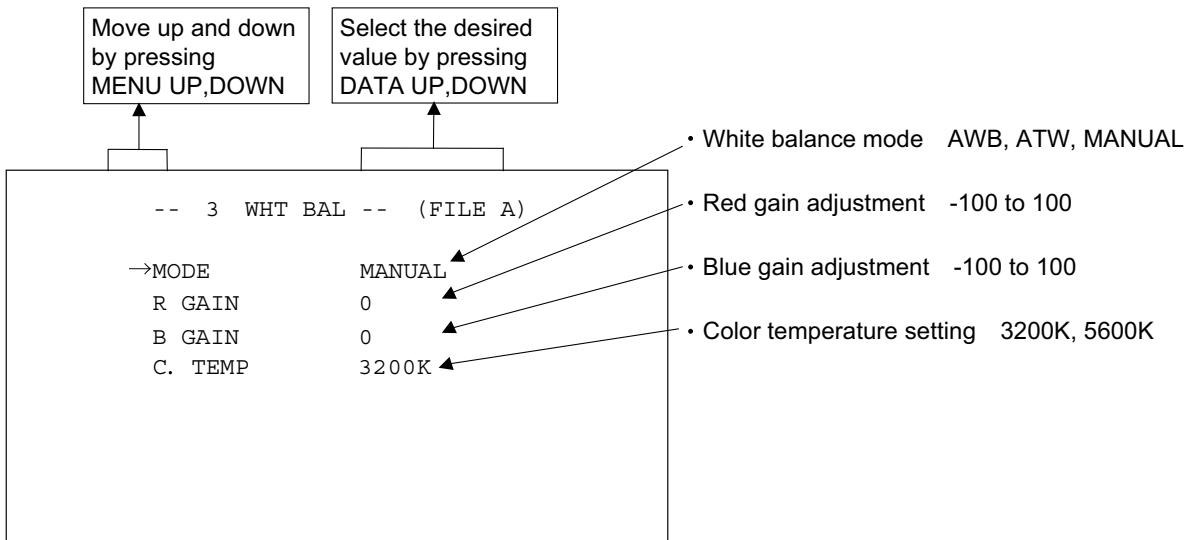 Move up and down
by pressing
MENU UP,DOWN
Select the desired
value by pressing
DATA UP,DOWN
-- 3 WHT BAL -- (FILE A)
→MODE MANUAL
R GAIN 0
B GAIN 0
C. TEMP 3200K
・White balance mode AWB, ATW, MANUAL
・Red gain adjustment -100 to 100
・Blue gain adjustment -100 to 100
・Color temperature setting 3200K, 5600K